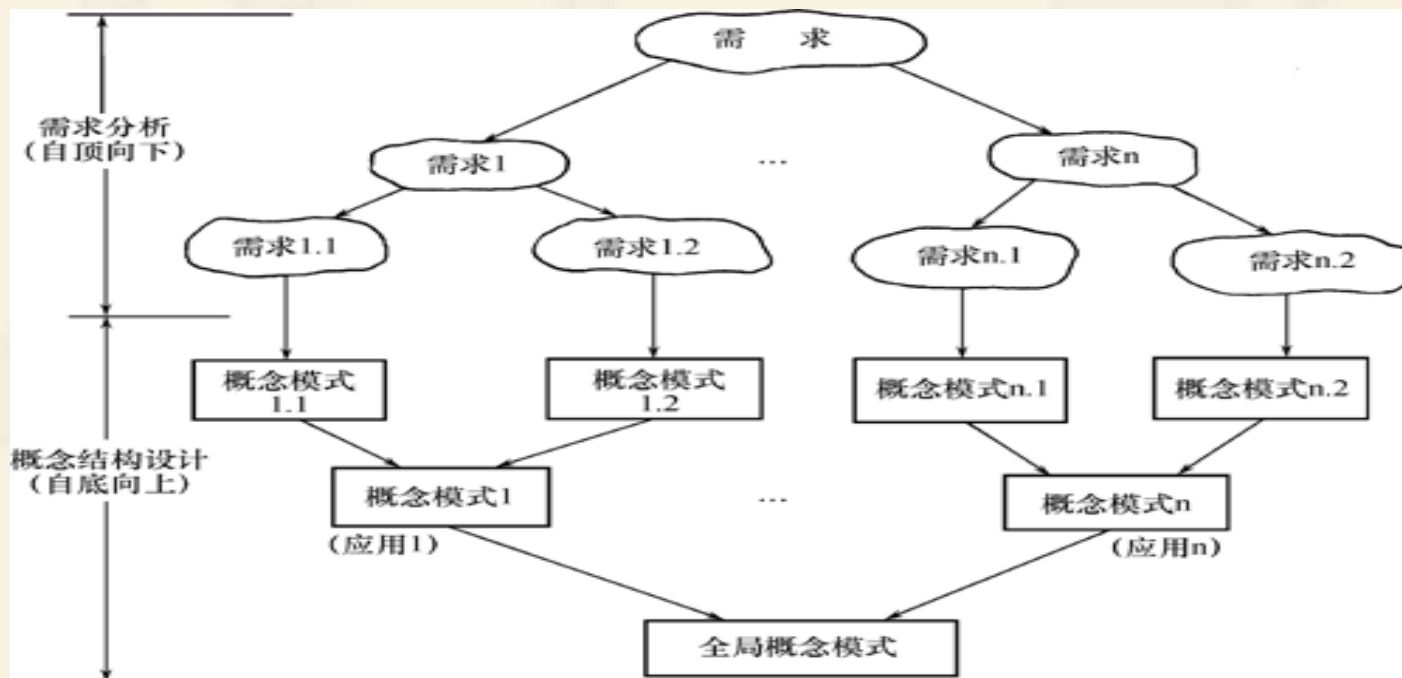 需 求
需求分析
（自顶向下）
需求1
…
需求n
需求1.1
需求1.2
需求n.1
需求n.2
概念模式
1.1
概念模式
1.2
概念模式n.1
概念模式n.2
概念结构设计
（自底向上）
概念模式1
…
概念模式n
（应用1）
（应用n）
全局概念模式